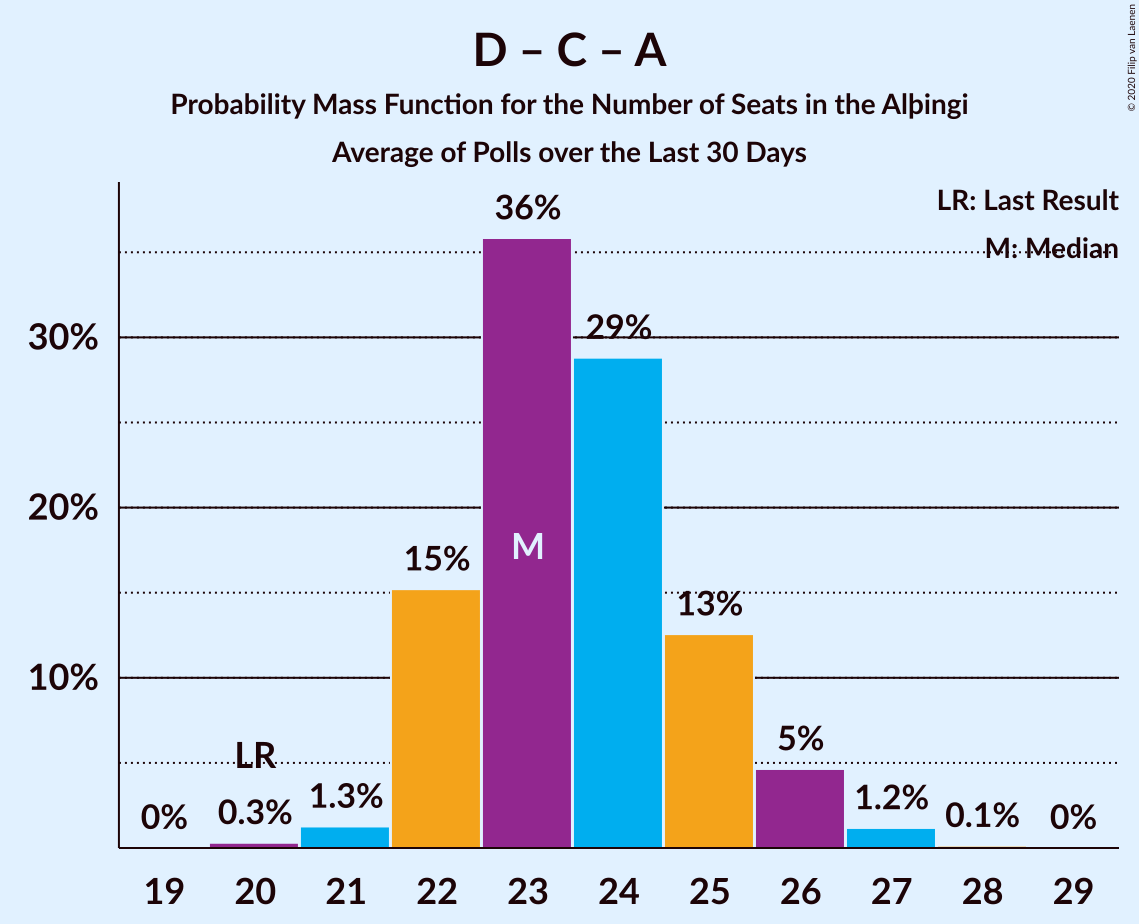 D – C – A
Probability Mass Function for the Number of Seats in the Alþingi
Average of Polls over the Last 30 Days
© 2020 Filip van Laenen
LR: Last Result
M: Median
30%
20%
10%
0%
LR
0.3%
1.3%
15%
36%
M
29%
13%
5%
1.2%
0.1%
0%
19 20 21 22 23 24 25 26 27 28 29